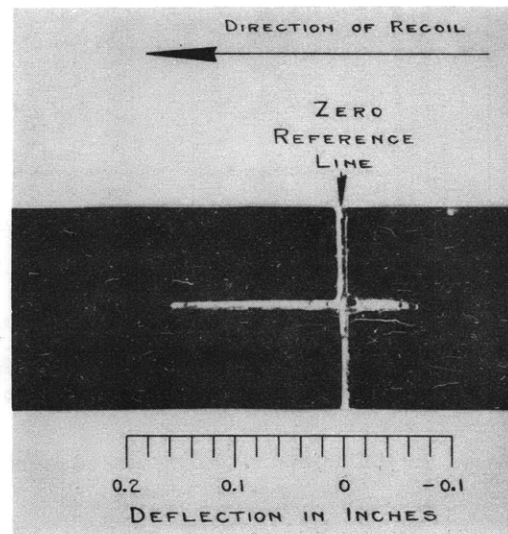 DIRECTION OF RECOIL
ZERO
REFERENCE
LINE
0.2 0.1 0 -0.1
DEFLECTION IN INCHES